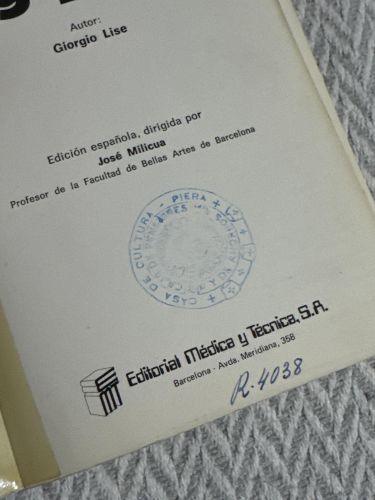 Autor:
Giorgio Lise
Edición española, dirigida por
José Milicua
Profesor de la Facultad de Bellas Artes de Barcelona
CASA DE CULTURA - PIERA
Editorial Médica y Técnica, S.A.
Barcelona - Avda. Meridiana, 356
R. 4038